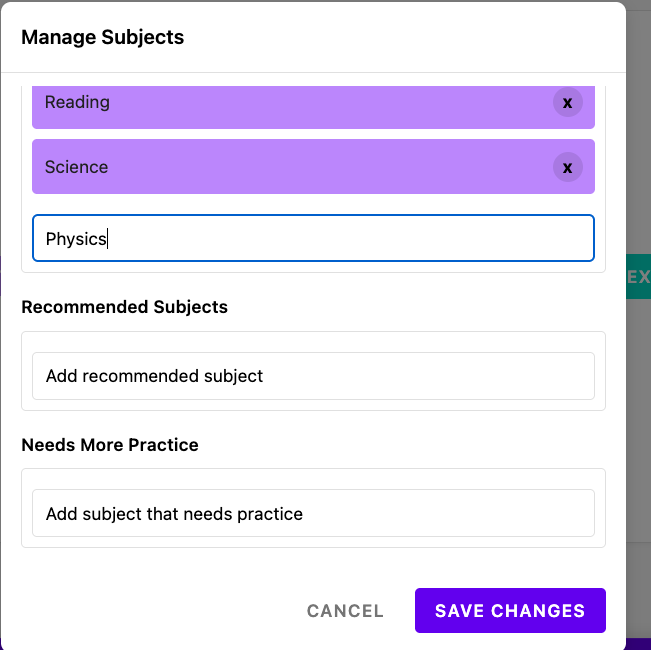 Manage Subjects
Reading x
Science x
Physics
EX
Recommended Subjects
Add recommended subject
Needs More Practice
Add subject that needs practice
CANCEL SAVE CHANGES